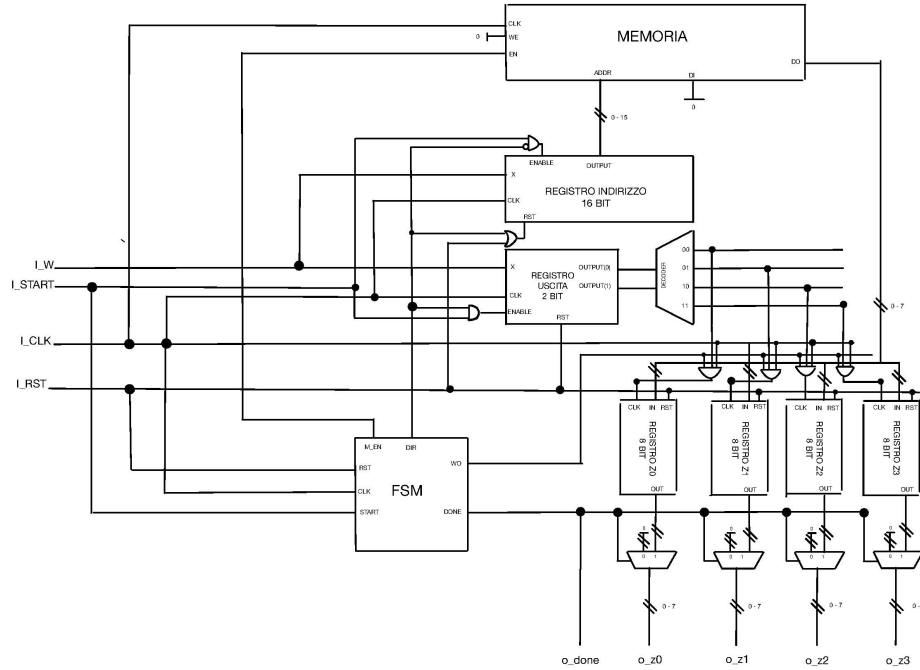 CLK
0
WE
EN
MEMORIA
DO
ADDR
DI
0 - 15
0
ENABLE
OUTPUT
X
REGISTRO INDIRIZZO
16 BIT
CLK
RST
I_W
I_START
I_CLK
I_RST
X
REGISTRO
USCITA
2 BIT
OUTPUT(0)
OUTPUT(1)
CLK
ENABLE
RST
DECODER
00
01
10
11
0 - 7
CLK
IN
RST
REGISTRO Z0
8 BIT
OUT
CLK
IN
RST
REGISTRO Z1
8 BIT
OUT
CLK
IN
RST
REGISTRO Z2
8 BIT
OUT
CLK
IN
RST
REGISTRO Z3
8 BIT
OUT
M_EN
DIR
RST
WO
CLK
FSM
START
DONE
0
0
1
0
0
1
0
0
1
0
0
1
0 - 7
0 - 7
0 - 7
0 -
o_done
o_z0
o_z1
o_z2
o_z3